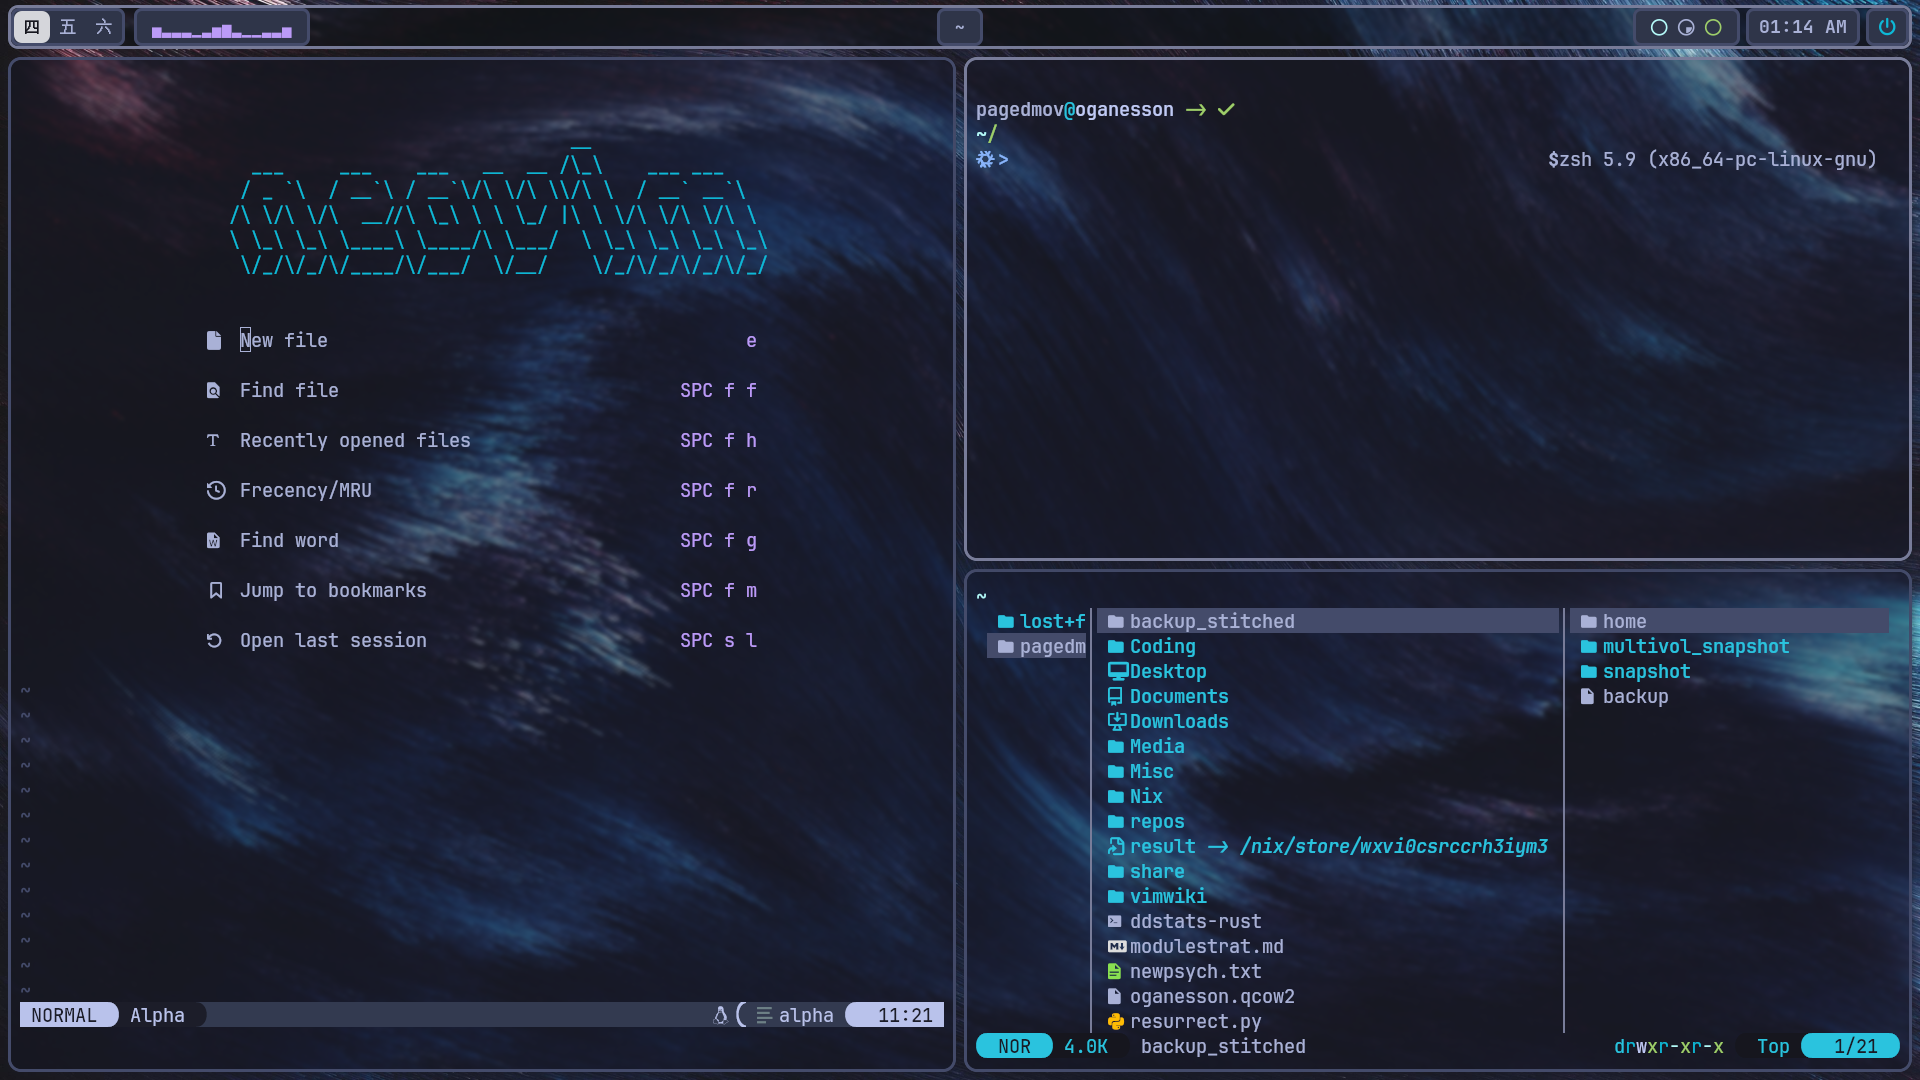 四 五 六
~
01:14 AM
neovim
New file e
Find file SPC f f
Recently opened files SPC f h
Frecency/MRU SPC f r
Find word SPC f g
Jump to bookmarks SPC f m
Open last session SPC s l
~
~
~
~
~
~
~
~
~
~
~
~
~
NORMAL Alpha alpha 11:21
pagedmov@oganesson -> ✓
~/
> $zsh 5.9 (x86_64-pc-linux-gnu)
~
lost+f
pagedm
backup_stitched
Coding
Desktop
Documents
Downloads
Media
Misc
Nix
repos
result -> /nix/store/wxvi0csrccrh3iym3
share
vimwiki
ddstats-rust
modulestrat.md
newpsych.txt
oganesson.qcow2
resurrect.py
home
multivol_snapshot
snapshot
backup
NOR 4.0K backup_stitched drwxr-xr-x Top 1/21